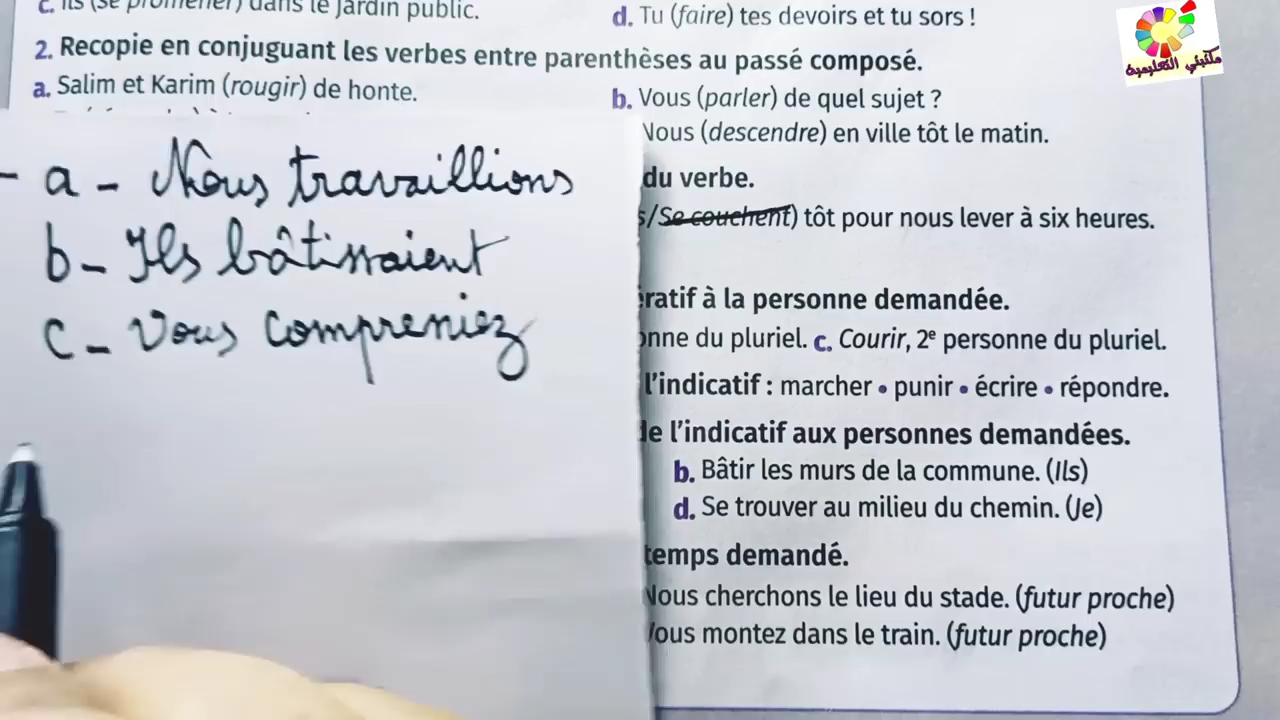 c. Ils (se promener) dans le jardin public.
d. Tu (faire) tes devoirs et tu sors !
2. Recopie en conjuguant les verbes entre parenthèses au passé composé.
a. Salim et Karim (rougir) de honte.
b. Vous (parler) de quel sujet ?
Nous (descendre) en ville tôt le matin.
du verbe.
s/Se couchent) tôt pour nous lever à six heures.
ératif à la personne demandée.
onne du pluriel. c. Courir, 2e personne du pluriel.
l'indicatif : marcher • punir • écrire • répondre.
de l'indicatif aux personnes demandées.
b. Bâtir les murs de la commune. (Ils)
d. Se trouver au milieu du chemin. (Je)
temps demandé.
Nous cherchons le lieu du stade. (futur proche)
Vous montez dans le train. (futur proche)
- a - Nous travaillions
b - Ils bâtissaient
c - Vous compreniez
مكتبتي التعليمية